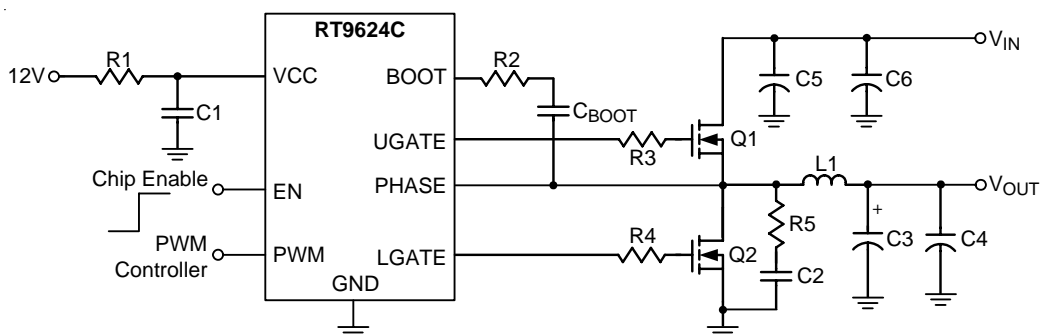 RT9624C
12V
R1
C1
VCC
BOOT
R2
CBOOT
UGATE
R3
Q1
C5
C6
VIN
Chip Enable
EN
PHASE
L1
VOUT
PWM
Controller
PWM
LGATE
R4
Q2
R5
C2
C3
+
C4
GND